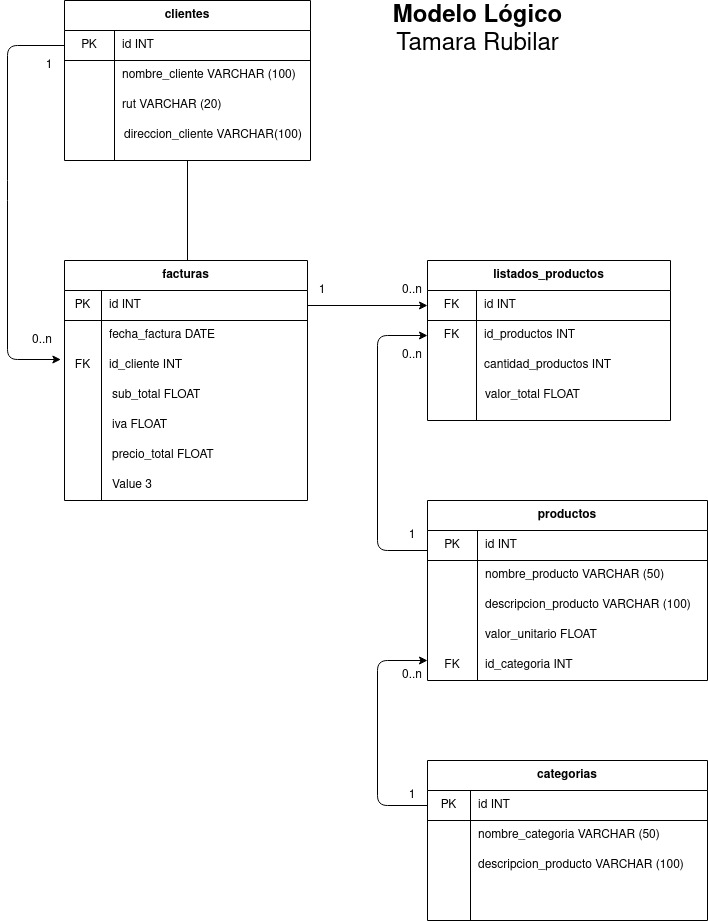 Modelo Lógico
Tamara Rubilar
clientes
PK id INT
1
nombre_cliente VARCHAR (100)
rut VARCHAR (20)
direccion_cliente VARCHAR(100)
facturas
PK id INT
fecha_factura DATE
0..n
FK id_cliente INT
sub_total FLOAT
iva FLOAT
precio_total FLOAT
Value 3
1
0..n
listados_productos
FK id INT
FK id_productos INT
0..n
cantidad_productos INT
valor_total FLOAT
productos
1
PK id INT
nombre_producto VARCHAR (50)
descripcion_producto VARCHAR (100)
valor_unitario FLOAT
FK id_categoria INT
0..n
categorias
1
PK id INT
nombre_categoria VARCHAR (50)
descripcion_producto VARCHAR (100)